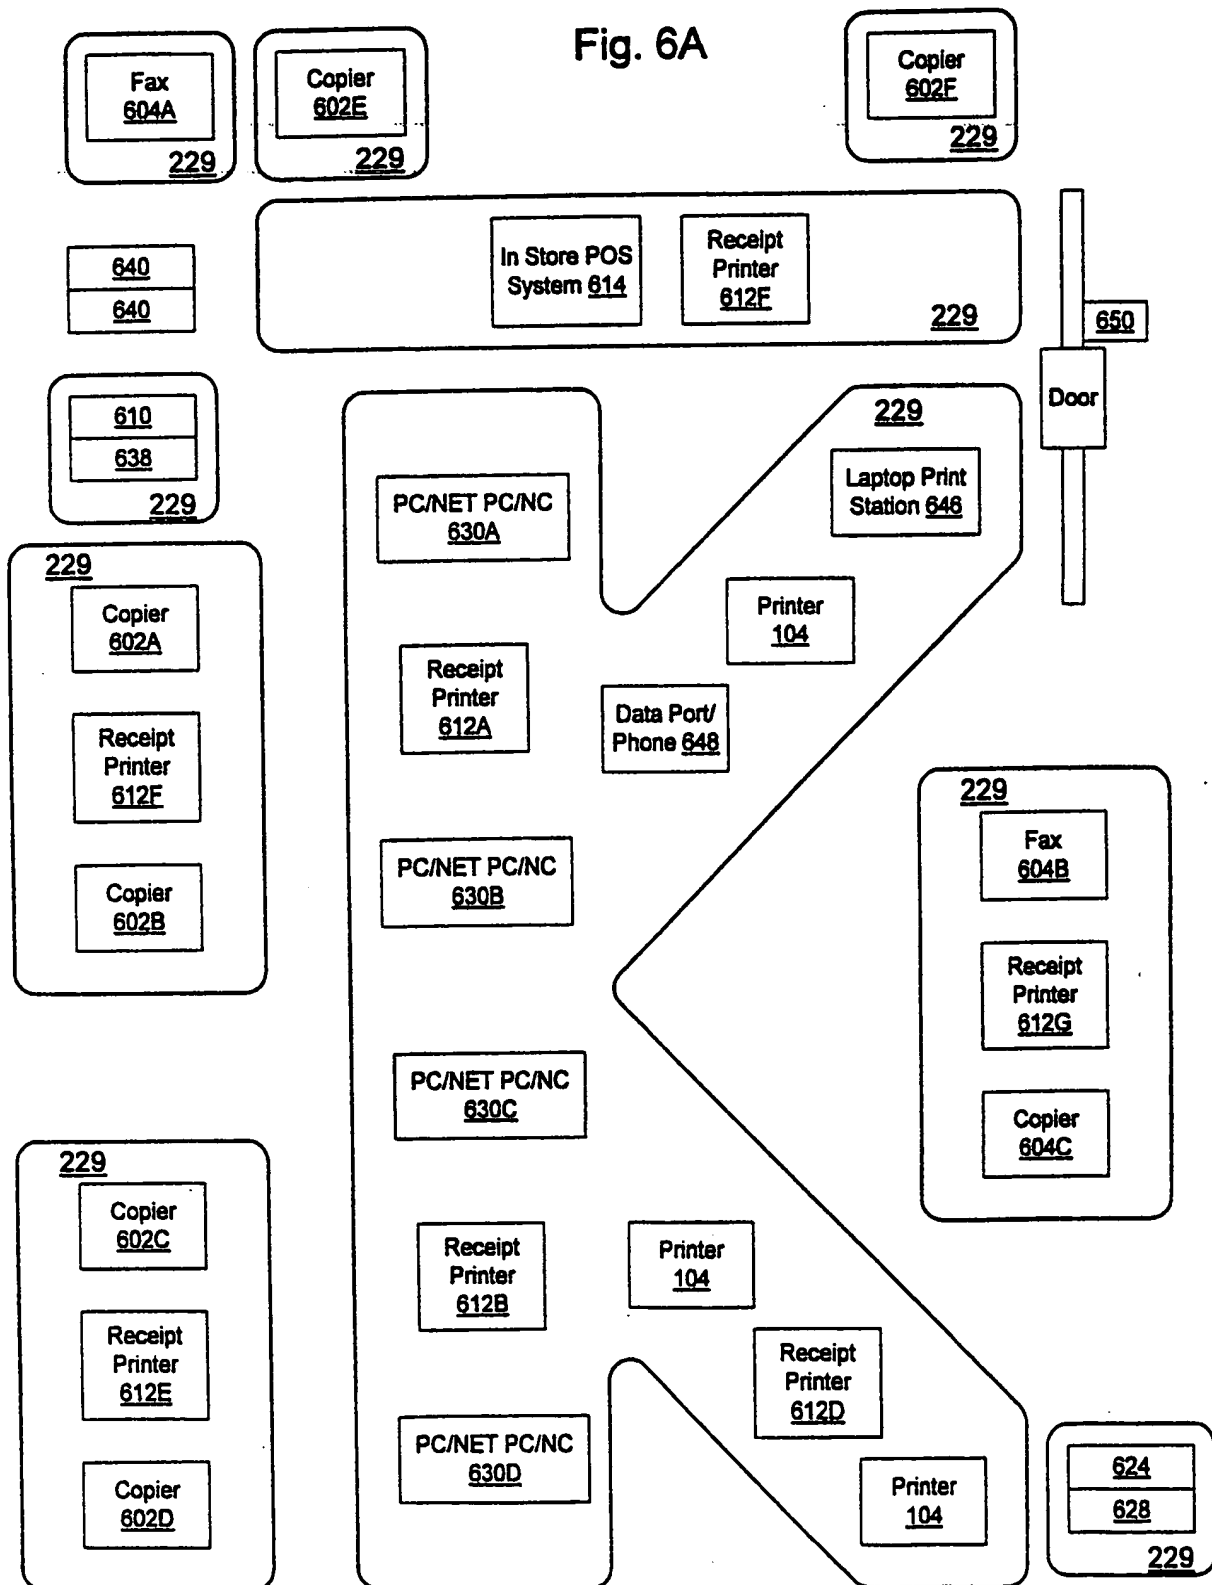 Fig. 6A
Fax
604A
229
Copier
602E
229
Copier
602F
229
640
640
In Store POS
System 614
Receipt
Printer
612F
229
650
Door
610
638
229
229
Laptop Print
Station 646
PC/NET PC/NC
630A
Printer
104
Receipt
Printer
612A
Data Port/
Phone 648
229
Copier
602A
Receipt
Printer
612F
Copier
602B
PC/NET PC/NC
630B
229
Fax
604B
Receipt
Printer
612G
Copier
604C
PC/NET PC/NC
630C
229
Copier
602C
Receipt
Printer
612E
Copier
602D
Receipt
Printer
612B
Printer
104
Receipt
Printer
612D
PC/NET PC/NC
630D
Printer
104
624
628
229